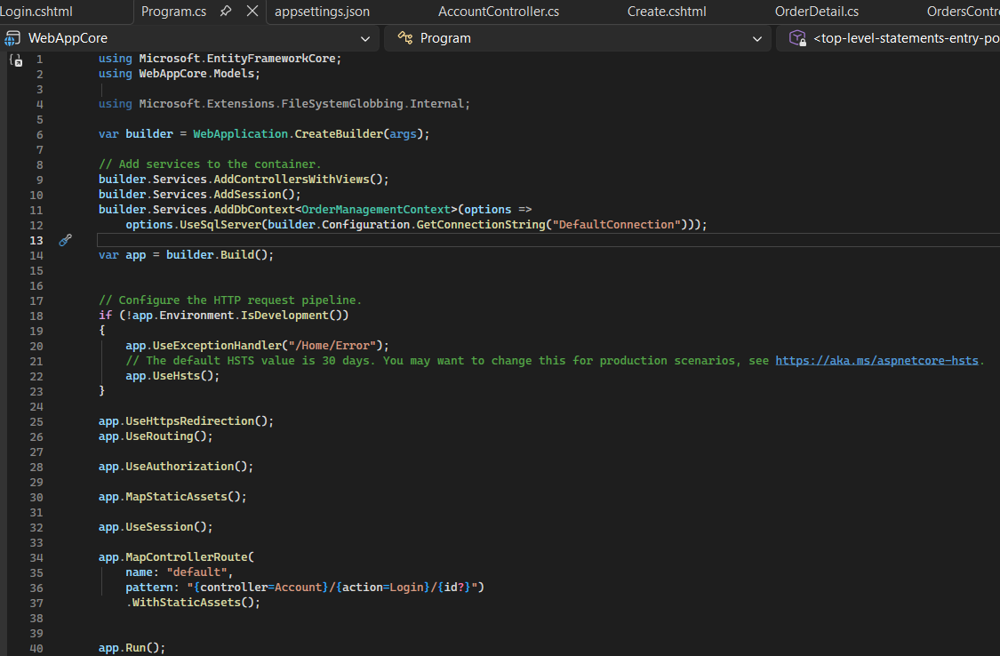 Login.cshtml Program.cs appsettings.json AccountController.cs Create.cshtml OrderDetail.cs OrdersContr
WebAppCore Program <top-level-statements-entry-po
1 using Microsoft.EntityFrameworkCore;
2 using WebAppCore.Models;
3
4 using Microsoft.Extensions.FileSystemGlobbing.Internal;
5
6 var builder = WebApplication.CreateBuilder(args);
7
8 // Add services to the container.
9 builder.Services.AddControllersWithViews();
10 builder.Services.AddSession();
11 builder.Services.AddDbContext<OrderManagementContext>(options =>
12 options.UseSqlServer(builder.Configuration.GetConnectionString("DefaultConnection")));
13
14 var app = builder.Build();
15
16
17 // Configure the HTTP request pipeline.
18 if (!app.Environment.IsDevelopment())
19 {
20 app.UseExceptionHandler("/Home/Error");
21 // The default HSTS value is 30 days. You may want to change this for production scenarios, see https://aka.ms/aspnetcore-hsts.
22 app.UseHsts();
23 }
24
25 app.UseHttpsRedirection();
26 app.UseRouting();
27
28 app.UseAuthorization();
29
30 app.MapStaticAssets();
31
32 app.UseSession();
33
34 app.MapControllerRoute(
35 name: "default",
36 pattern: "{controller=Account}/{action=Login}/{id?}")
37 .WithStaticAssets();
38
39
40 app.Run();